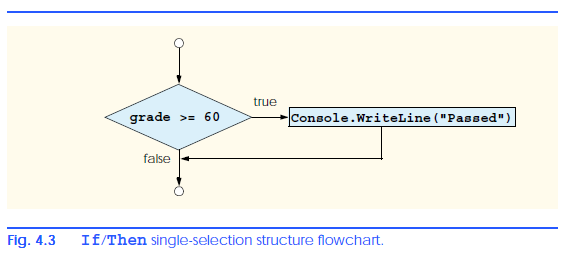 true
grade >= 60
Console.WriteLine("Passed")
false
Fig. 4.3 If/Then single-selection structure flowchart.